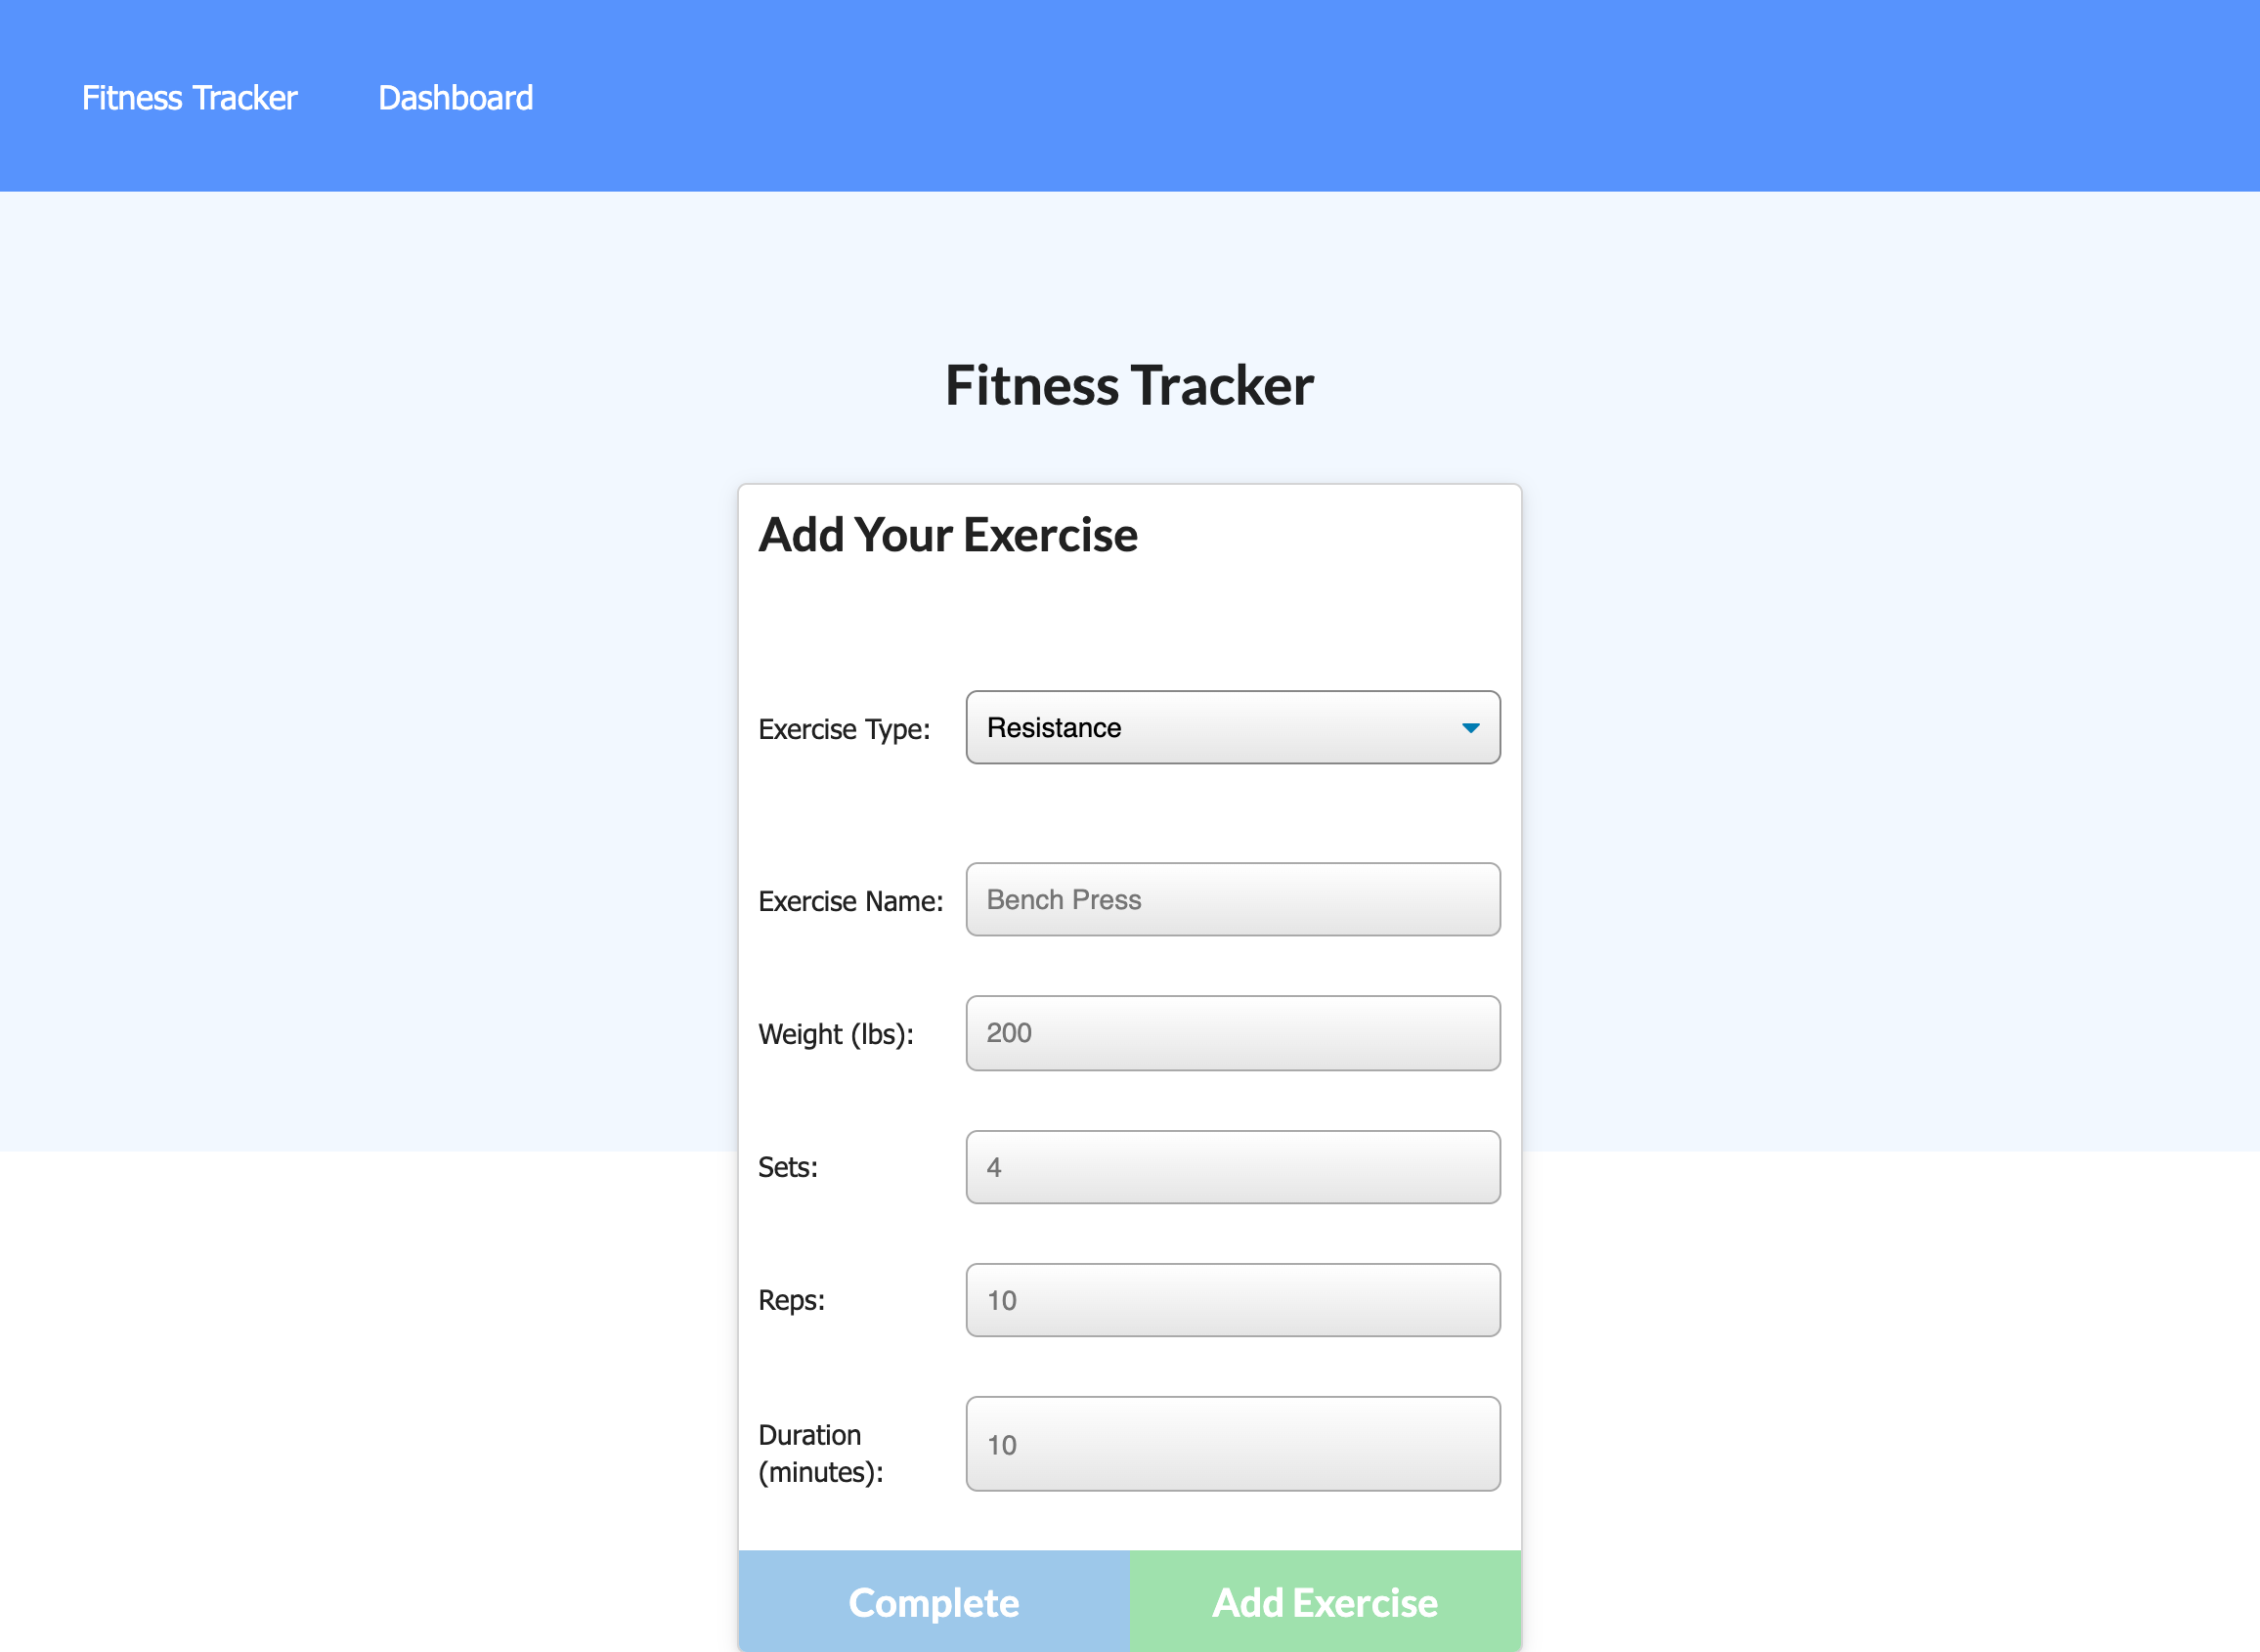 Fitness Tracker Dashboard
Fitness Tracker
Add Your Exercise
Exercise Type: Resistance
Exercise Name: Bench Press
Weight (lbs): 200
Sets: 4
Reps: 10
Duration
(minutes): 10
Complete Add Exercise